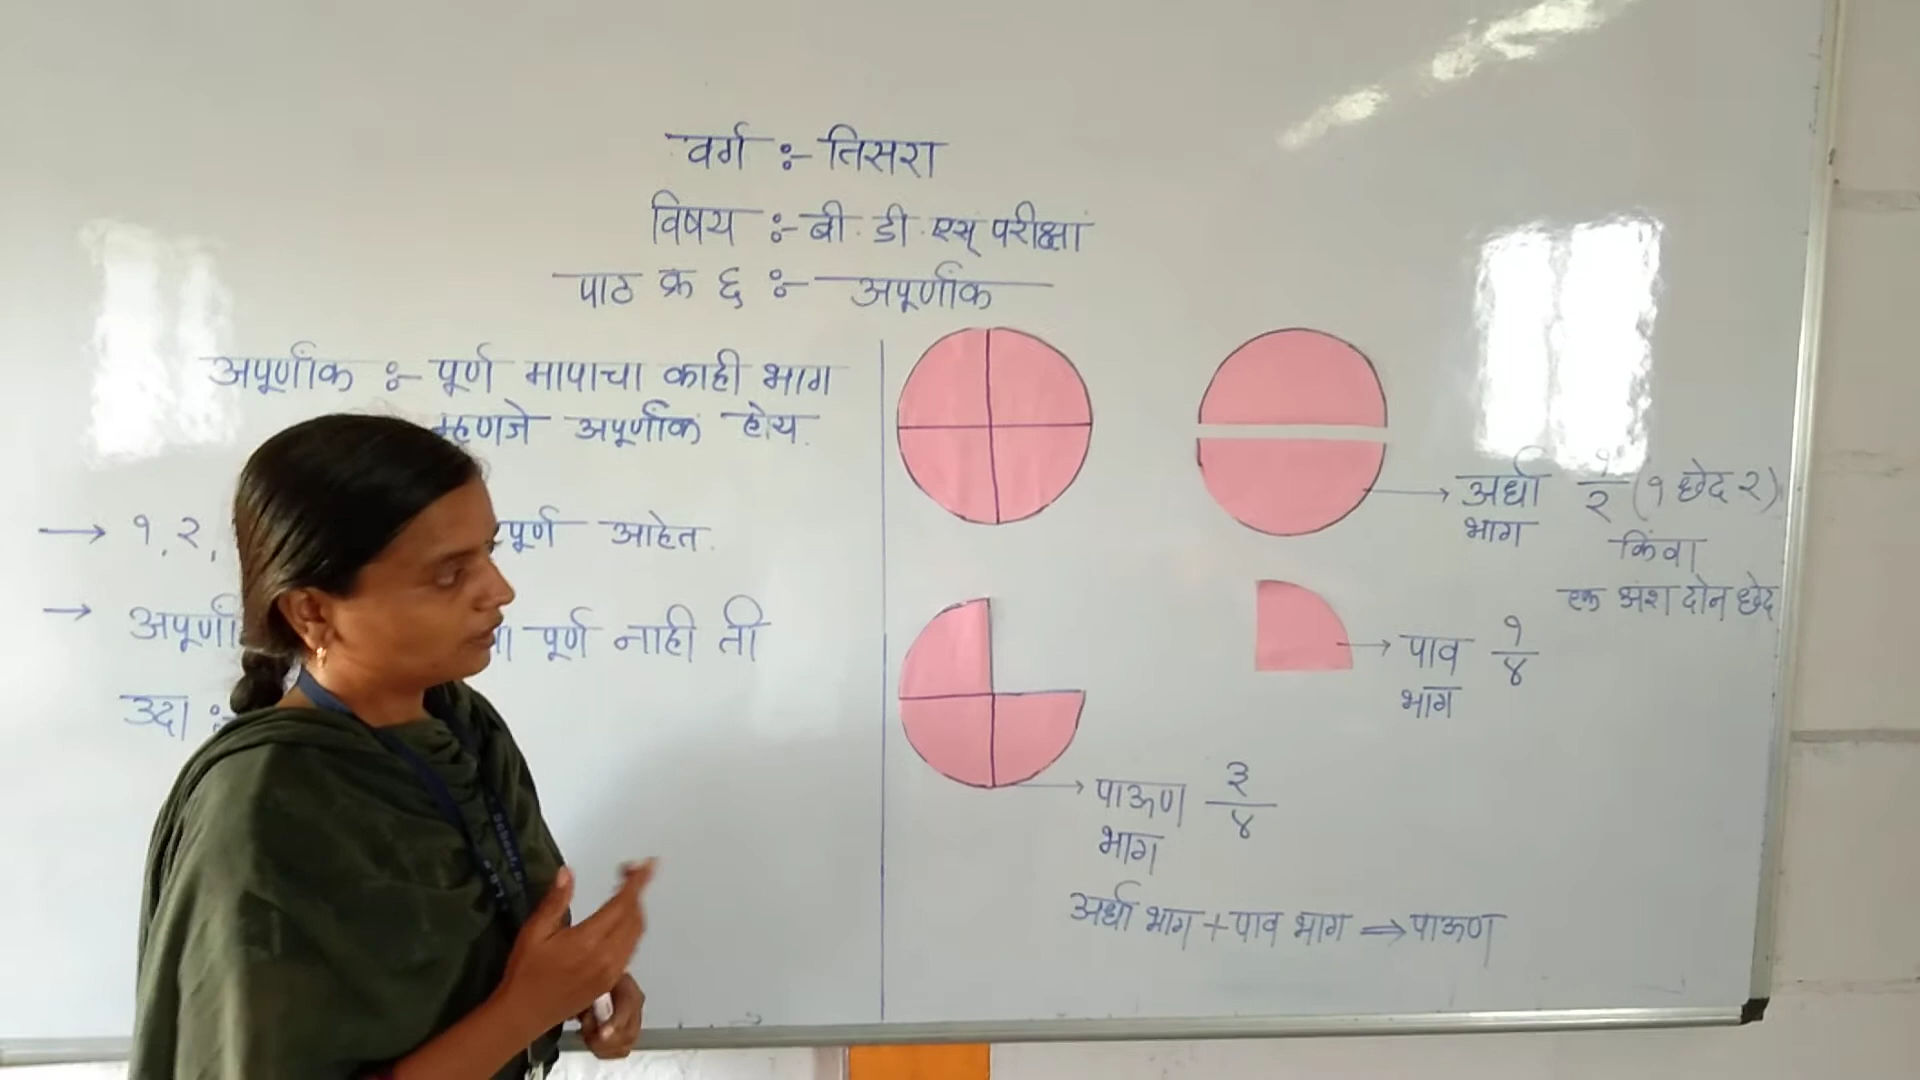 वर्ग :- तिसरा
विषय :- बी. डी. एस् परीक्षा
पाठ क्र ६ :- अपूर्णांक
अपूर्णांक :- पूर्ण मापाचा काही भाग
म्हणजे अपूर्णांक होय.
→ १, २, पूर्ण आहेत.
→ पूर्ण नाही ती
उदा :-
अर्धा १/२ (१ छेद २)
भाग किंवा
एक अंश दोन छेद
पाव १/४
भाग
पाऊण ३/४
भाग
अर्धा भाग + पाव भाग ⇒ पाऊण